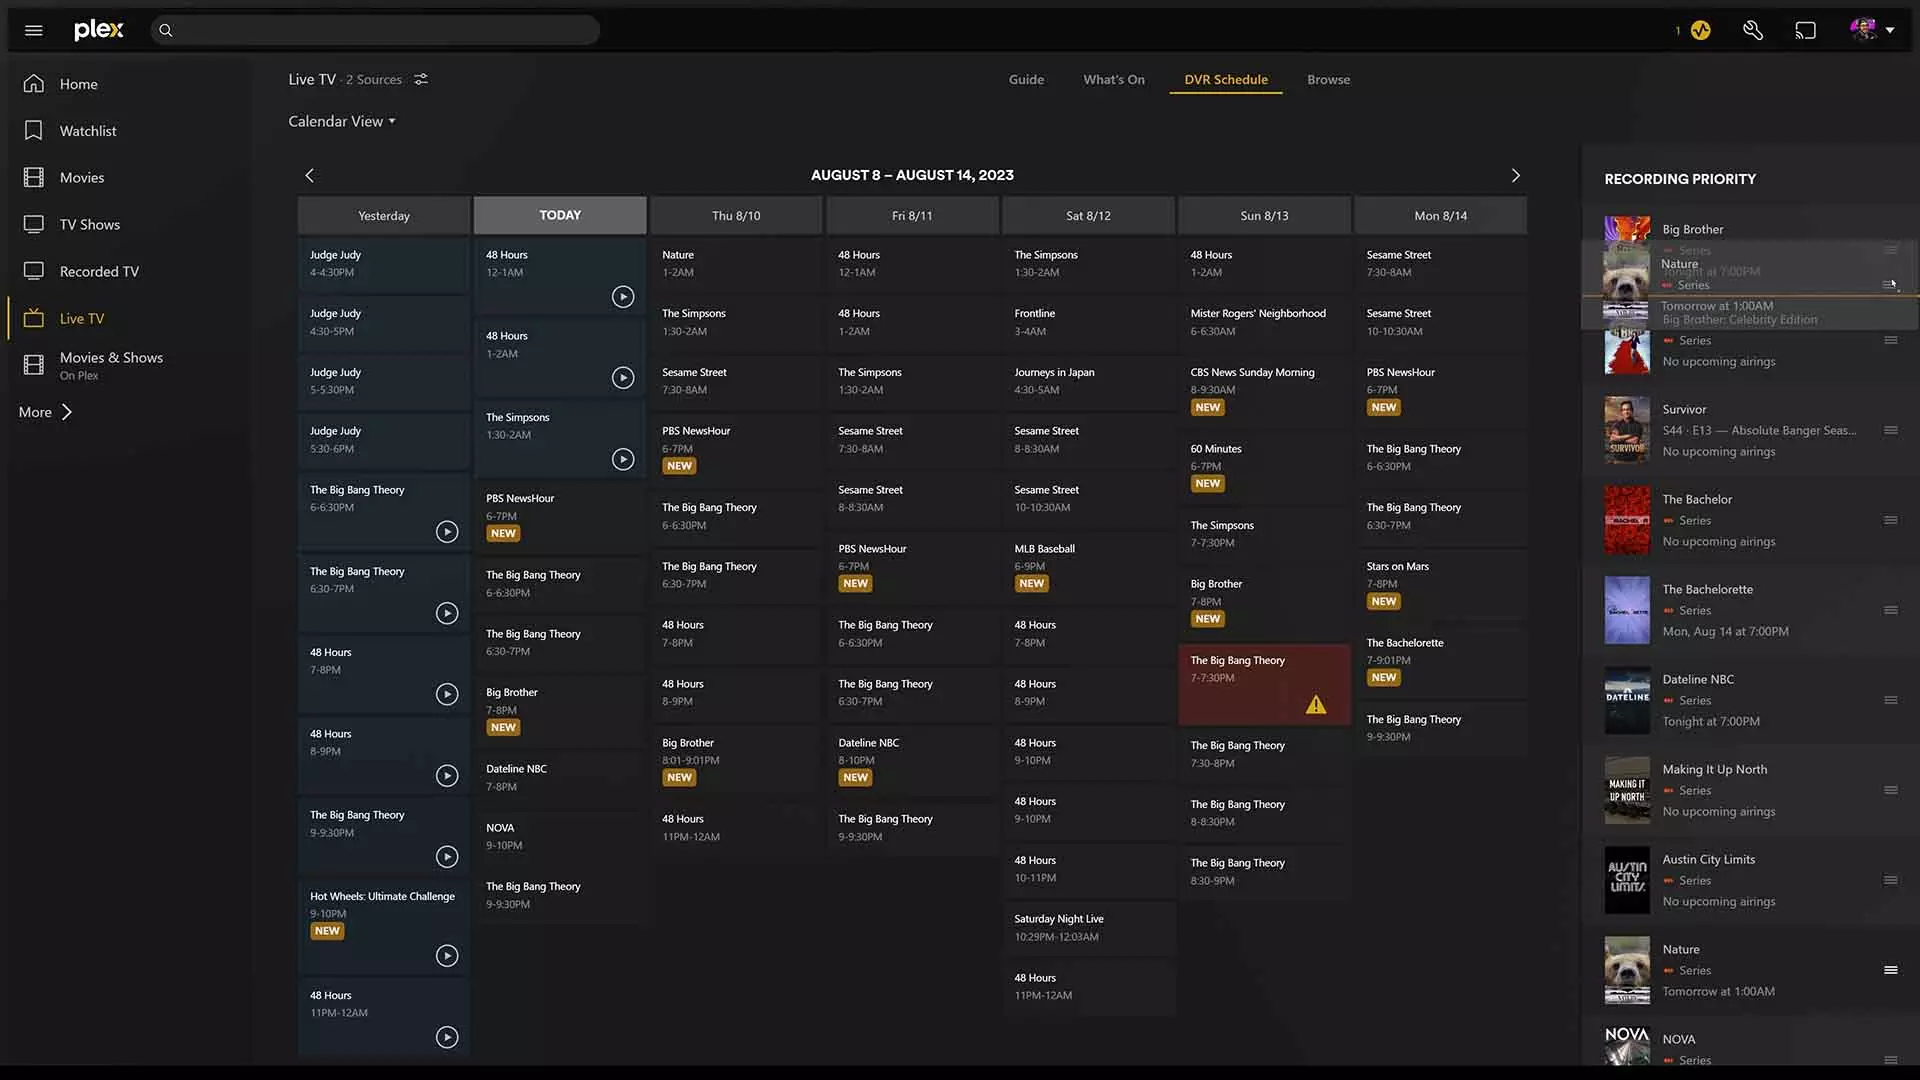 plex
1
Home
Watchlist
Movies
TV Shows
Recorded TV
Live TV
Movies & Shows
On Plex
More
Live TV · 2 Sources
Guide
What's On
DVR Schedule
Browse
Calendar View
AUGUST 8 – AUGUST 14, 2023
Yesterday
Judge Judy
4-4:30PM
Judge Judy
4:30-5PM
Judge Judy
5-5:30PM
Judge Judy
5:30-6PM
The Big Bang Theory
6-6:30PM
The Big Bang Theory
6:30-7PM
48 Hours
7-8PM
48 Hours
8-9PM
The Big Bang Theory
9-9:30PM
Hot Wheels: Ultimate Challenge
9-10PM
NEW
48 Hours
11PM-12AM
TODAY
48 Hours
12-1AM
48 Hours
1-2AM
The Simpsons
1:30-2AM
PBS NewsHour
6-7PM
NEW
The Big Bang Theory
6-6:30PM
The Big Bang Theory
6:30-7PM
Big Brother
7-8PM
NEW
Dateline NBC
7-8PM
NOVA
9-10PM
The Big Bang Theory
9-9:30PM
Thu 8/10
Nature
1-2AM
The Simpsons
1:30-2AM
Sesame Street
7:30-8AM
PBS NewsHour
6-7PM
NEW
The Big Bang Theory
6-6:30PM
The Big Bang Theory
6:30-7PM
48 Hours
7-8PM
48 Hours
8-9PM
Big Brother
8:01-9:01PM
NEW
48 Hours
11PM-12AM
Fri 8/11
48 Hours
12-1AM
48 Hours
1-2AM
The Simpsons
1:30-2AM
Sesame Street
7:30-8AM
Sesame Street
8-8:30AM
PBS NewsHour
6-7PM
NEW
The Big Bang Theory
6-6:30PM
The Big Bang Theory
6:30-7PM
Dateline NBC
8-10PM
NEW
The Big Bang Theory
9-9:30PM
Sat 8/12
The Simpsons
1:30-2AM
Frontline
3-4AM
Journeys in Japan
4:30-5AM
Sesame Street
8-8:30AM
Sesame Street
10-10:30AM
MLB Baseball
6-9PM
NEW
48 Hours
7-8PM
48 Hours
8-9PM
48 Hours
9-10PM
48 Hours
9-10PM
48 Hours
10-11PM
Saturday Night Live
10:29PM-12:03AM
48 Hours
11PM-12AM
Sun 8/13
48 Hours
1-2AM
Mister Rogers' Neighborhood
6-6:30AM
CBS News Sunday Morning
8-9:30AM
NEW
60 Minutes
6-7PM
NEW
The Simpsons
7-7:30PM
Big Brother
7-8PM
NEW
The Big Bang Theory
7-7:30PM
The Big Bang Theory
7:30-8PM
The Big Bang Theory
8-8:30PM
The Big Bang Theory
8:30-9PM
Mon 8/14
Sesame Street
7:30-8AM
Sesame Street
10-10:30AM
PBS NewsHour
6-7PM
NEW
The Big Bang Theory
6-6:30PM
The Big Bang Theory
6:30-7PM
Stars on Mars
7-8PM
NEW
The Bachelorette
7-9:01PM
NEW
The Big Bang Theory
9-9:30PM
RECORDING PRIORITY
Big Brother
Series
Tonight at 7:00PM
Nature
Series
Tomorrow at 1:00AM
Big Brother: Celebrity Edition
Series
No upcoming airings
SURVIVOR
Survivor
S44 · E13 — Absolute Banger Seas...
No upcoming airings
The Bachelor
Series
No upcoming airings
The Bachelorette
Series
Mon, Aug 14 at 7:00PM
DATELINE
Dateline NBC
Series
Tonight at 7:00PM
MAKING IT
UP NORTH
Making It Up North
Series
No upcoming airings
AUSTIN
CITY
LIMITS
Austin City Limits
Series
No upcoming airings
Nature
Series
Tomorrow at 1:00AM
NOVA
NOVA
Series